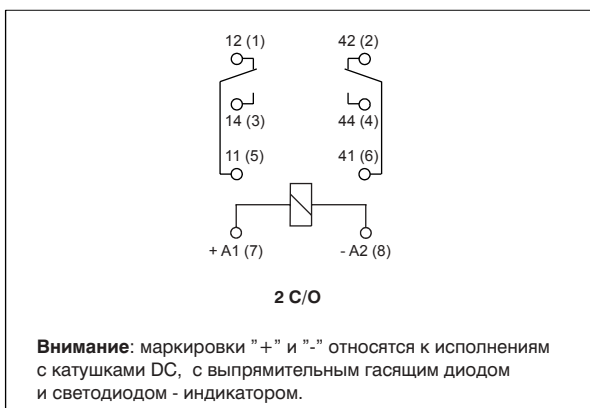 12 (1) 42 (2)
14 (3) 44 (4)
11 (5) 41 (6)
+ A1 (7) - A2 (8)
2 C/O
Внимание: маркировки ”+” и ”-” относятся к исполнениям
с катушками DC, с выпрямительным гасящим диодом
и светодиодом - индикатором.